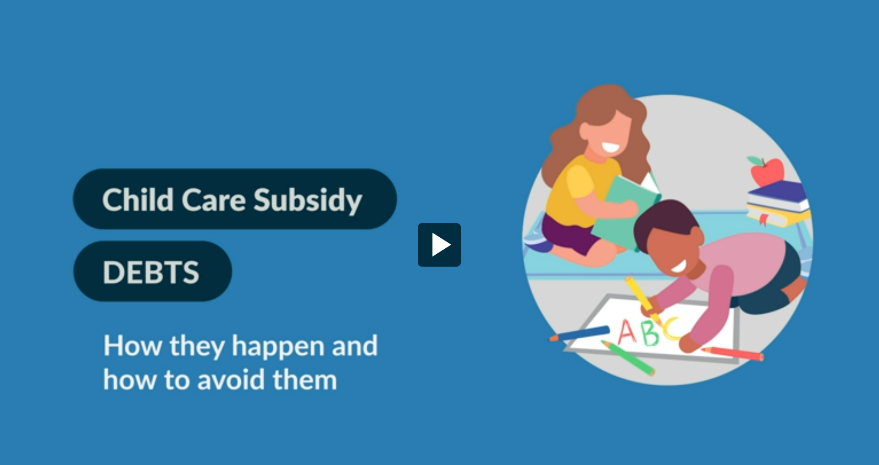 Child Care Subsidy
DEBTS
How they happen and
how to avoid them
ABC